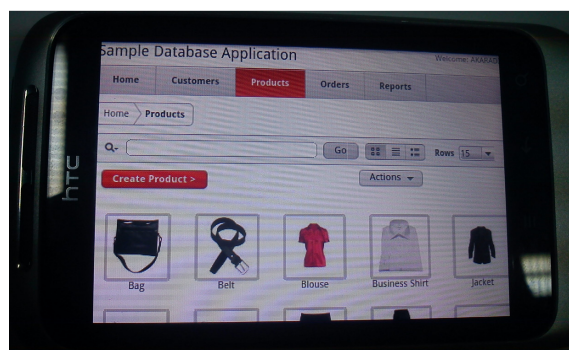 Sample Database Application
Welcome: AKARAD
Home Customers Products Orders Reports
Home Products
Go Rows 15
Create Product > Actions
Bag Belt Blouse Business Shirt Jacket
hTC